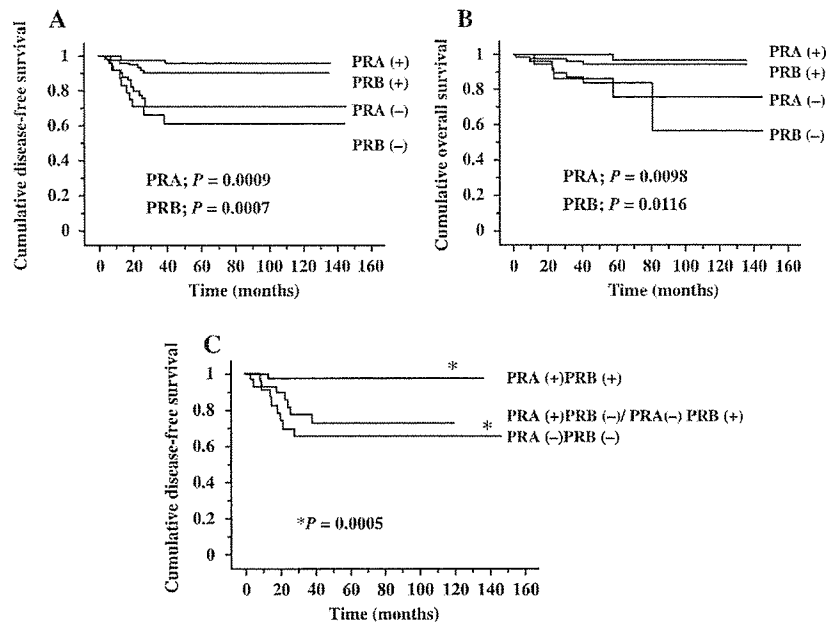 A
Cumulative disease-free survival
1
0.8
0.6
0.4
0.2
0
PRA (+)
PRB (+)
PRA (–)
PRB (–)
PRA; P = 0.0009
PRB; P = 0.0007
0 20 40 60 80 100 120 140 160
Time (months)
B
Cumulative overall survival
1
0.8
0.6
0.4
0.2
0
PRA (+)
PRB (+)
PRA (–)
PRB (–)
PRA; P = 0.0098
PRB; P = 0.0116
0 20 40 60 80 100 120 140 160
Time (months)
C
Cumulative disease-free survival
1
0.8
0.6
0.4
0.2
0
*
PRA (+)PRB (+)
PRA (+)PRB (–)/ PRA(–) PRB (+)
*
PRA (–)PRB (–)
*P = 0.0005
0 20 40 60 80 100 120 140 160
Time (months)